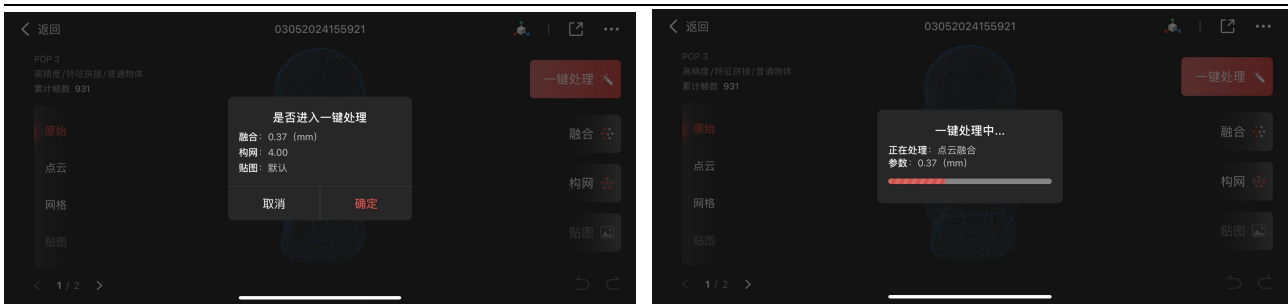 返回
03052024155921
POP 3
高精度/特征拼接/普通物体
累计帧数 931
一键处理
原始
点云
网格
贴图
是否进入一键处理
融合：0.37（mm）
构网：4.00
贴图：默认
取消
确定
融合
构网
贴图
1 / 2
返回
03052024155921
POP 3
高精度/特征拼接/普通物体
累计帧数 931
一键处理
原始
点云
网格
贴图
一键处理中...
正在处理：点云融合
参数：0.37（mm）
融合
构网
贴图
1 / 2